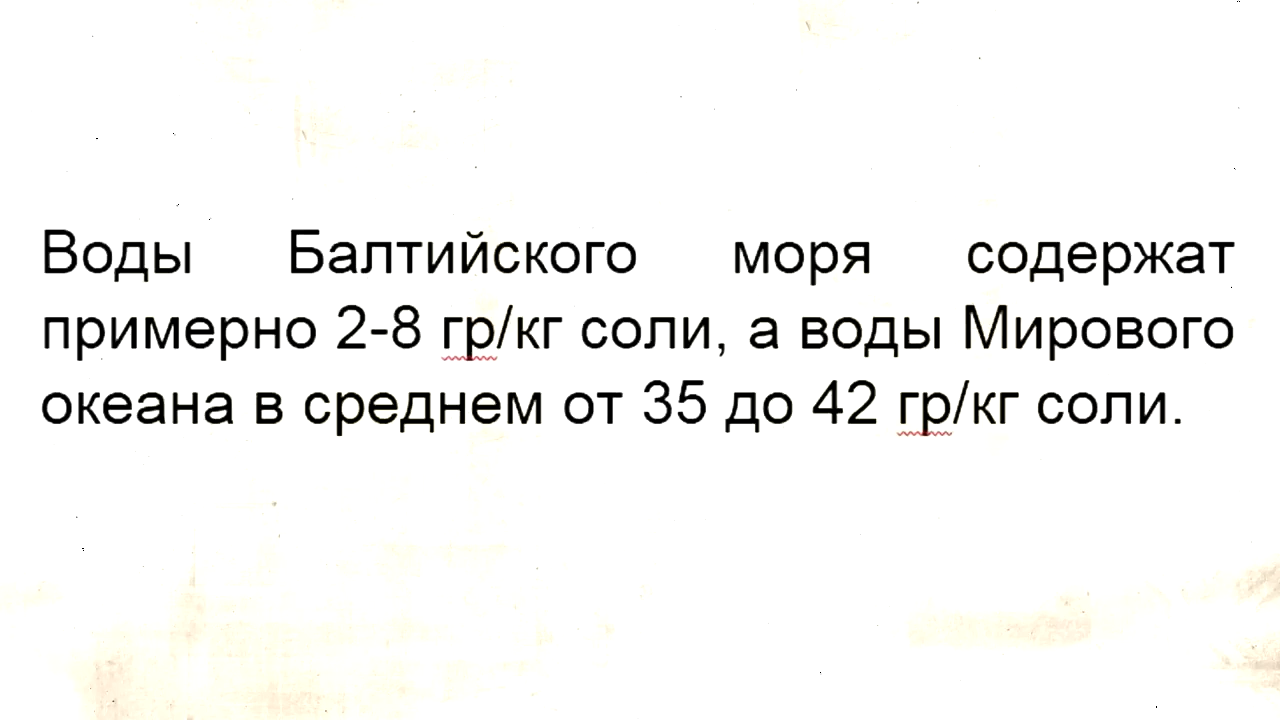 Воды Балтийского моря содержат
примерно 2-8 гр/кг соли, а воды Мирового
океана в среднем от 35 до 42 гр/кг соли.